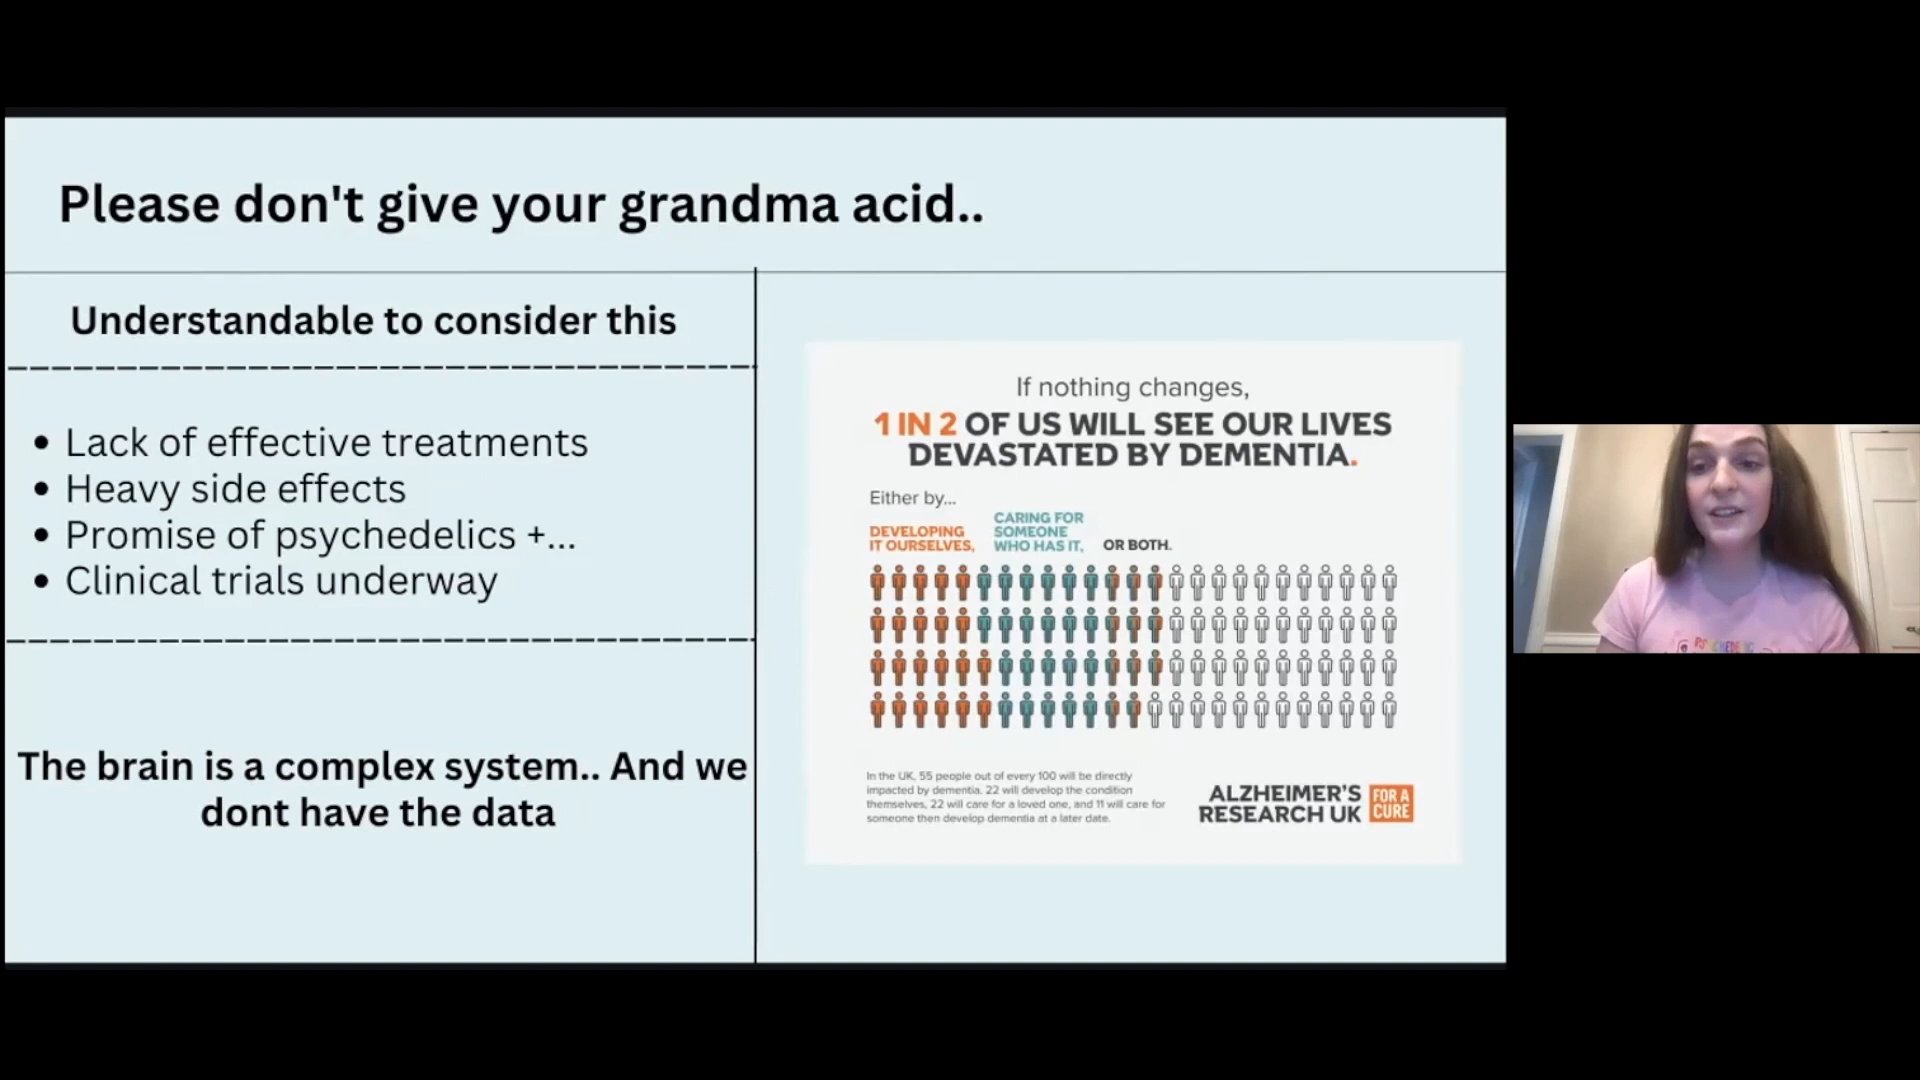 Please don't give your grandma acid..
Understandable to consider this
Lack of effective treatments
Heavy side effects
Promise of psychedelics +...
Clinical trials underway
The brain is a complex system.. And we
dont have the data
If nothing changes,
1 IN 2 OF US WILL SEE OUR LIVES
DEVASTATED BY DEMENTIA.
Either by...
DEVELOPING
IT OURSELVES,
CARING FOR
SOMEONE
WHO HAS IT,
OR BOTH.
In the UK, 55 people out of every 100 will be directly
impacted by dementia. 22 will develop the condition
themselves, 22 will care for a loved one, and 11 will care for
someone then develop dementia at a later date.
ALZHEIMER'S
RESEARCH UK
FOR A
CURE